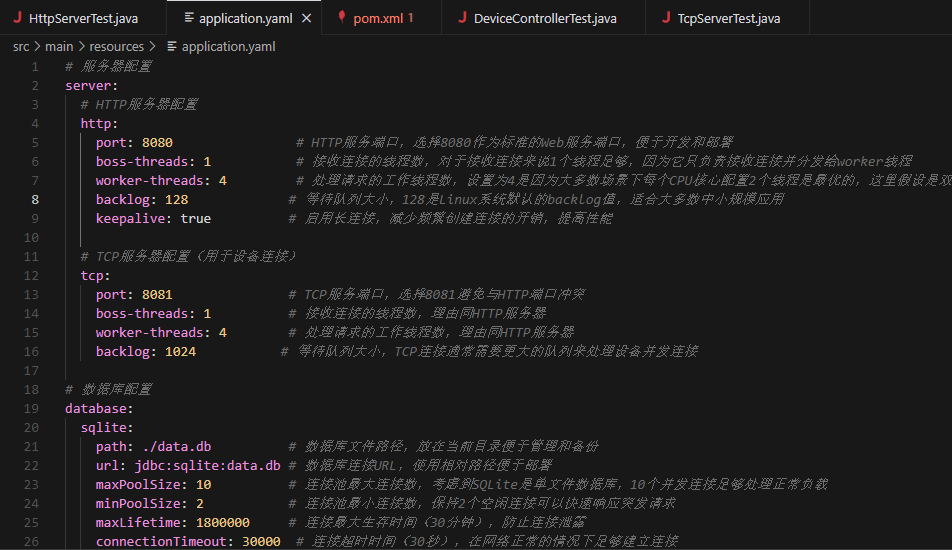 HttpServerTest.java
application.yaml
pom.xml 1
DeviceControllerTest.java
TcpServerTest.java
src > main > resources > application.yaml
1 # 服务器配置
2 server:
3 # HTTP服务器配置
4 http:
5 port: 8080 # HTTP服务端口，选择8080作为标准的Web服务端口，便于开发和部署
6 boss-threads: 1 # 接收连接的线程数，对于接收连接来说1个线程足够，因为它只负责接收连接并分发给worker线程
7 worker-threads: 4 # 处理请求的工作线程数，设置为4是因为大多数场景下每个CPU核心配置2个线程是最优的，这里假设是双
8 backlog: 128 # 等待队列大小，128是Linux系统默认的backlog值，适合大多数中小规模应用
9 keepalive: true # 启用长连接，减少频繁创建连接的开销，提高性能
10
11 # TCP服务器配置（用于设备连接）
12 tcp:
13 port: 8081 # TCP服务端口，选择8081避免与HTTP端口冲突
14 boss-threads: 1 # 接收连接的线程数，理由同HTTP服务器
15 worker-threads: 4 # 处理请求的工作线程数，理由同HTTP服务器
16 backlog: 1024 # 等待队列大小，TCP连接通常需要更大的队列来处理设备并发连接
17
18 # 数据库配置
19 database:
20 sqlite:
21 path: ./data.db # 数据库文件路径，放在当前目录便于管理和备份
22 url: jdbc:sqlite:data.db # 数据库连接URL，使用相对路径便于部署
23 maxPoolSize: 10 # 连接池最大连接数，考虑到SQLite是单文件数据库，10个并发连接足够处理正常负载
24 minPoolSize: 2 # 连接池最小连接数，保持2个空闲连接可以快速响应突发请求
25 maxLifetime: 1800000 # 连接最大生存时间（30分钟），防止连接泄露
26 connectionTimeout: 30000 # 连接超时时间（30秒），在网络正常的情况下足够建立连接